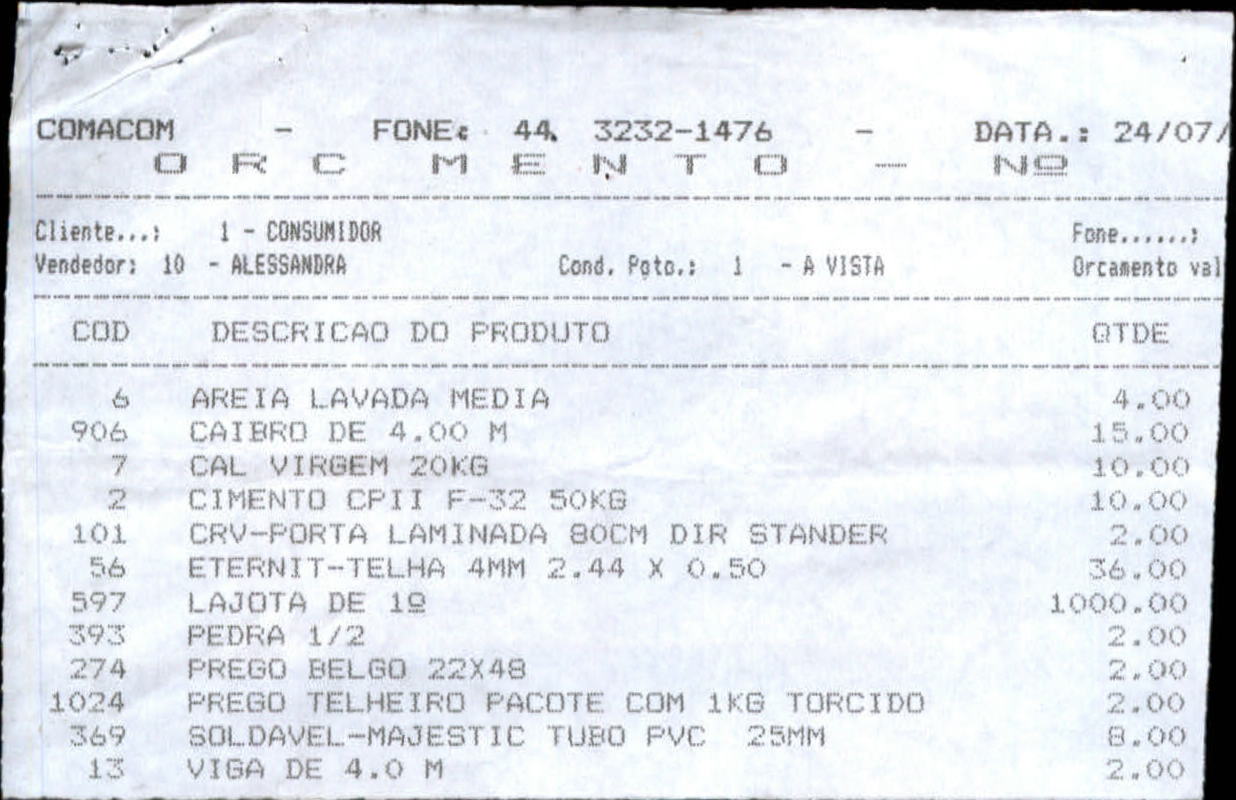 COMACOM - FONE: 44. 3232-1476 - DATA.: 24/07/
O R C M E N T O - Nº
Cliente...: 1 - CONSUMIDOR Fone......:
Vendedor: 10 - ALESSANDRA Cond. Pgto.: 1 - A VISTA Orcamento val
COD DESCRICAO DO PRODUTO QTDE
6 AREIA LAVADA MEDIA 4.00
906 CAIBRO DE 4.00 M 15.00
7 CAL VIRGEM 20KG 10.00
2 CIMENTO CPII F-32 50KG 10.00
101 CRV-PORTA LAMINADA 80CM DIR STANDER 2.00
56 ETERNIT-TELHA 4MM 2.44 X 0.50 36.00
597 LAJOTA DE 1º 1000.00
393 PEDRA 1/2 2.00
274 PREGO BELGO 22X48 2.00
1024 PREGO TELHEIRO PACOTE COM 1KG TORCIDO 2.00
369 SOLDAVEL-MAJESTIC TUBO PVC 25MM 8.00
13 VIGA DE 4.0 M 2.00